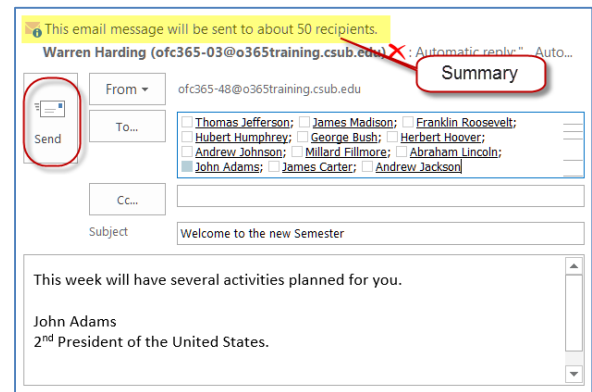 This email message will be sent to about 50 recipients.
Warren Harding (ofc365-03@o365training.csub.edu) : Automatic reply:" Auto...
Summary
From
ofc365-48@o365training.csub.edu
Send
To...
Thomas Jefferson; James Madison; Franklin Roosevelt;
Hubert Humphrey; George Bush; Herbert Hoover;
Andrew Johnson; Millard Fillmore; Abraham Lincoln;
John Adams; James Carter; Andrew Jackson
Cc...
Subject
Welcome to the new Semester
This week will have several activities planned for you.
John Adams
2nd President of the United States.